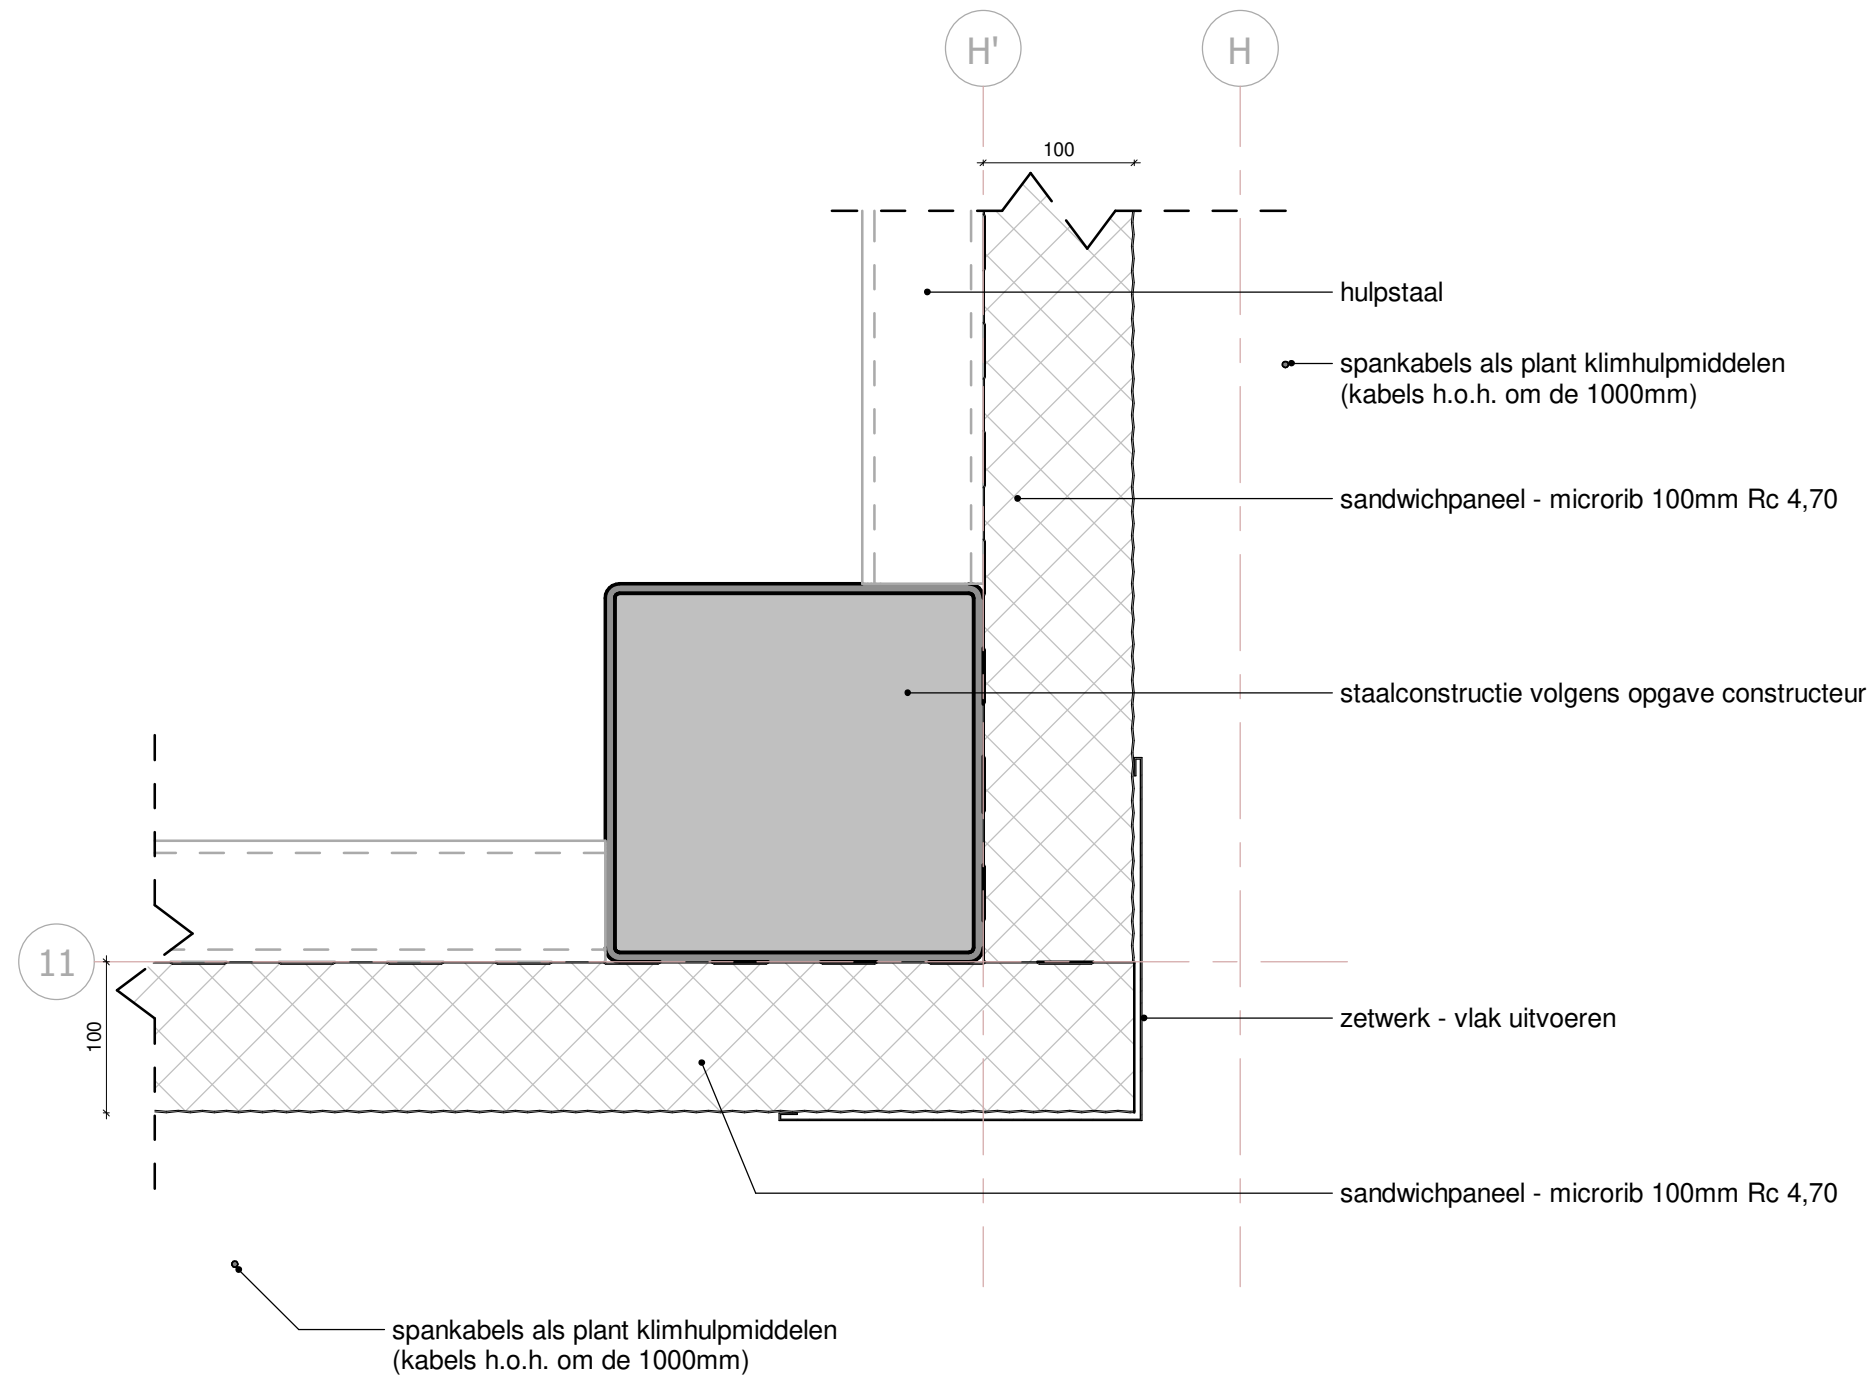 H'
H
100
hulpstaal
spankabels als plant klimhulpmiddelen
(kabels h.o.h. om de 1000mm)
sandwichpaneel - microrib 100mm Rc 4,70
staalconstructie volgens opgave constructeur
11
100
zetwerk - vlak uitvoeren
sandwichpaneel - microrib 100mm Rc 4,70
spankabels als plant klimhulpmiddelen
(kabels h.o.h. om de 1000mm)